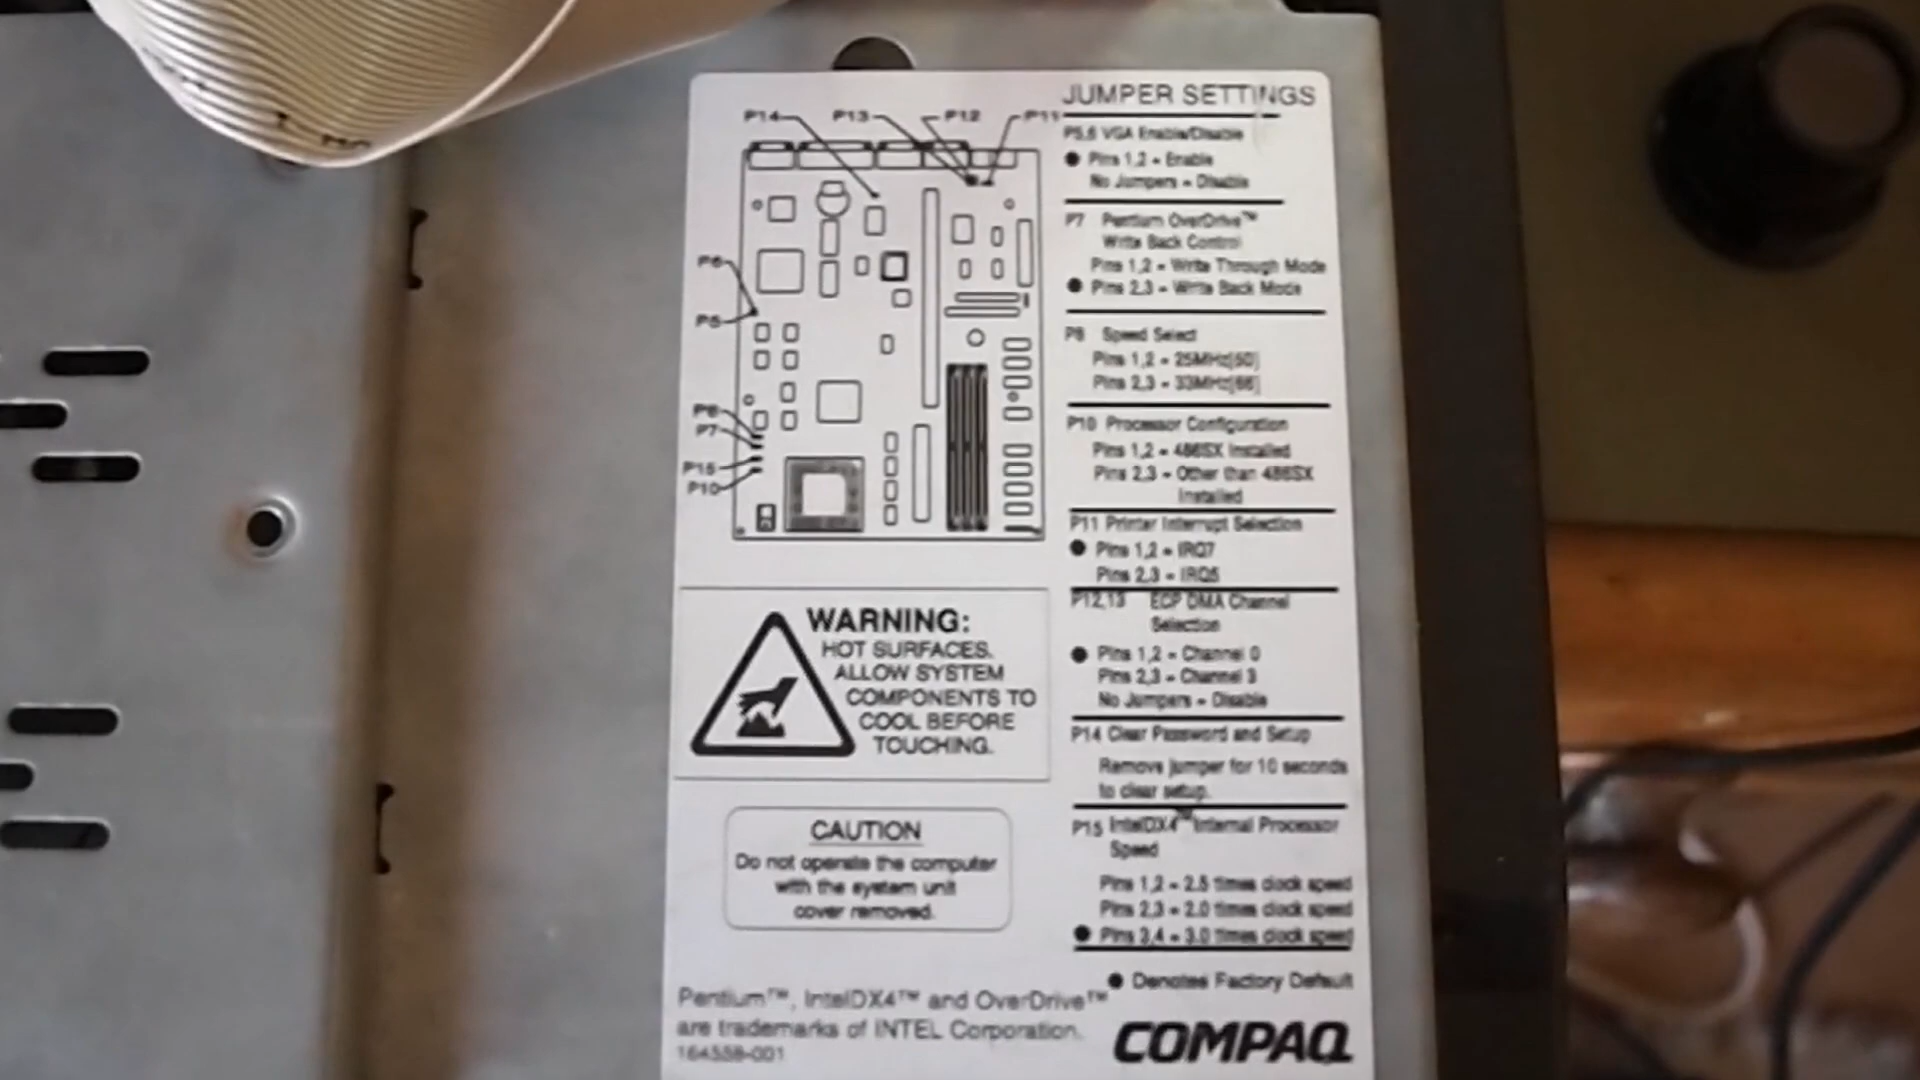 JUMPER SETTINGS
P14
P13
P12
P11
P6
P5
P8
P7
P15
P10
P5,6 VGA Enable/Disable
● Pins 1,2 = Enable
No Jumpers = Disable
P7 Pentium OverDrive™
Write Back Control
Pins 1,2 = Write Through Mode
● Pins 2,3 = Write Back Mode
P8 Speed Select
Pins 1,2 = 25MHz[50]
Pins 2,3 = 33MHz[66]
P10 Processor Configuration
Pins 1,2 = 486SX Installed
Pins 2,3 = Other than 486SX
Installed
P11 Printer Interrupt Selection
● Pins 1,2 = IRQ7
Pins 2,3 = IRQ5
P12,13 ECP DMA Channel
Selection
● Pins 1,2 = Channel 0
Pins 2,3 = Channel 3
No Jumpers = Disable
P14 Clear Password and Setup
Remove jumper for 10 seconds
to clear setup.
P15 IntelDX4™ Internal Processor
Speed
Pins 1,2 = 2.5 times clock speed
Pins 2,3 = 2.0 times clock speed
● Pins 3,4 = 3.0 times clock speed
● Denotes Factory Default
WARNING:
HOT SURFACES.
ALLOW SYSTEM
COMPONENTS TO
COOL BEFORE
TOUCHING.
CAUTION
Do not operate the computer
with the system unit
cover removed.
Pentium™, IntelDX4™ and OverDrive™
are trademarks of INTEL Corporation.
164558-001
COMPAQ